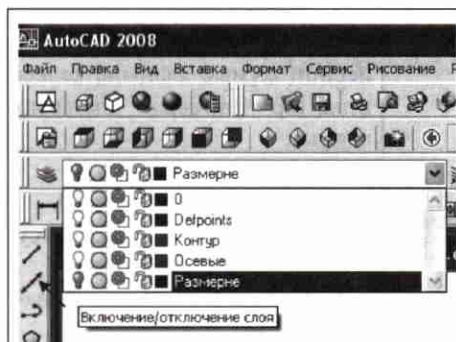 AutoCAD 2008
Файл Правка Вид Вставка Формат Сервис Рисование
Размерне
0
Defpoints
Контур
Осевые
Размерне
Включение/отключение слоя